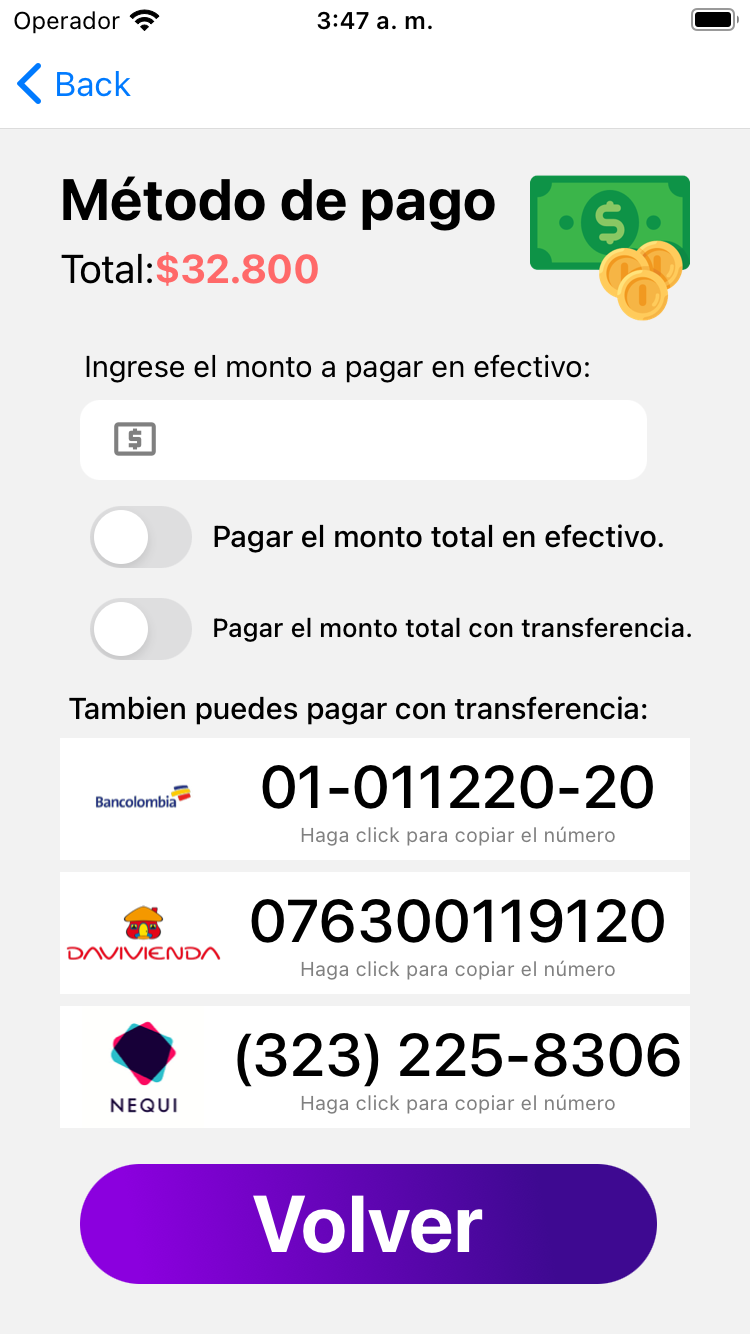 Operador 3:47 a. m.
Back
Método de pago
Total:$32.800
Ingrese el monto a pagar en efectivo:
Pagar el monto total en efectivo.
Pagar el monto total con transferencia.
Tambien puedes pagar con transferencia:
Bancolombia 01-011220-20
Haga click para copiar el número
DAVIVIENDA 076300119120
Haga click para copiar el número
NEQUI (323) 225-8306
Haga click para copiar el número
Volver